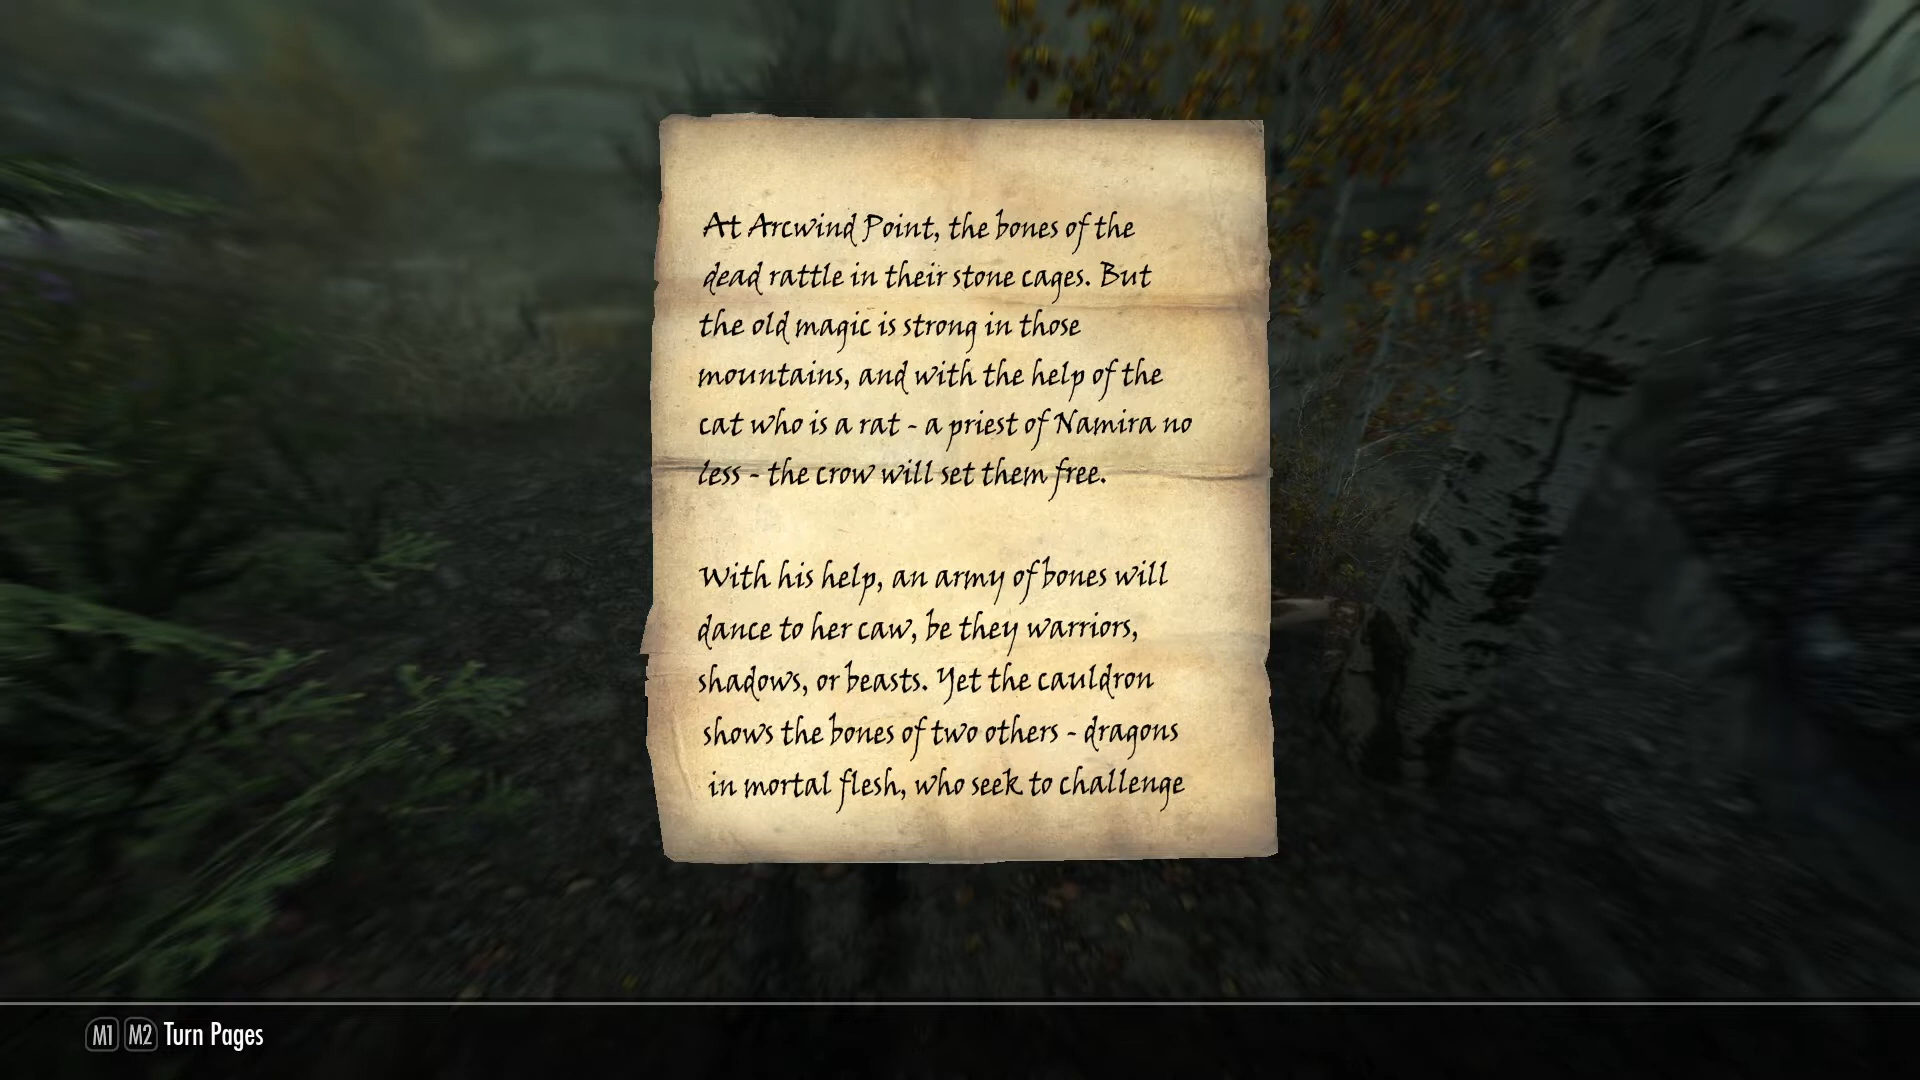 At Arcwind Point, the bones of the
dead rattle in their stone cages. But
the old magic is strong in those
mountains, and with the help of the
cat who is a rat - a priest of Namira no
less - the crow will set them free.
With his help, an army of bones will
dance to her caw, be they warriors,
shadows, or beasts. Yet the cauldron
shows the bones of two others - dragons
in mortal flesh, who seek to challenge
M1 M2 Turn Pages